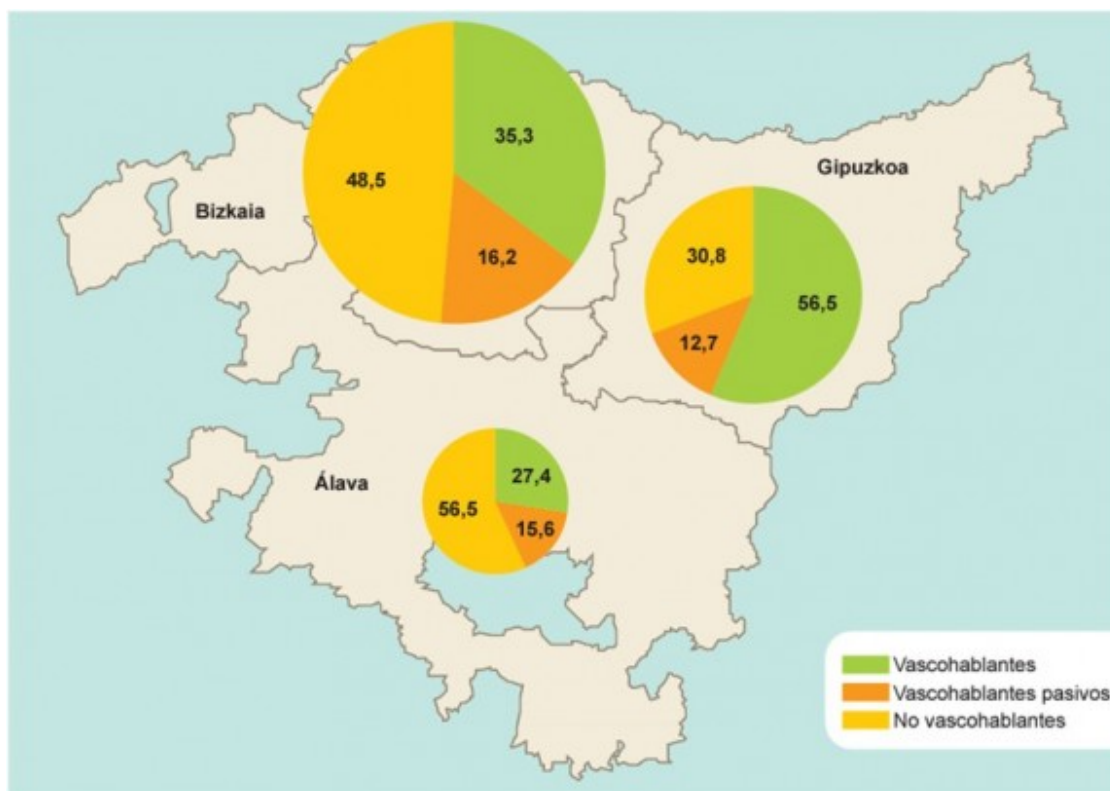 35,3
48,5
16,2
Bizkaia
Gipuzkoa
30,8
56,5
12,7
Álava
27,4
56,5
15,6
Vascohablantes
Vascohablantes pasivos
No vascohablantes